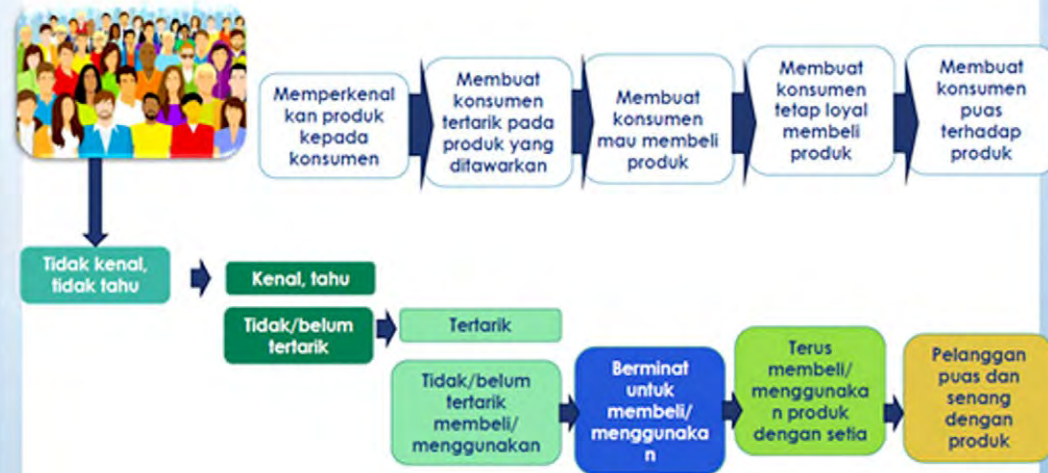 Memperkenal
kan produk
kepada
konsumen
Membuat
konsumen
tertarik pada
produk yang
ditawarkan
Membuat
konsumen
mau membeli
produk
Membuat
konsumen
tetap loyal
membeli
produk
Membuat
konsumen
puas
terhadap
produk
Tidak kenal,
tidak tahu
Kenal, tahu
Tidak/belum
tertarik
Tertarik
Tidak/belum
tertarik
membeli/
menggunakan
Berminat
untuk
membeli/
menggunaka
n
Terus
membeli/
menggunaka
n produk
dengan setia
Pelanggan
puas dan
senang
dengan
produk